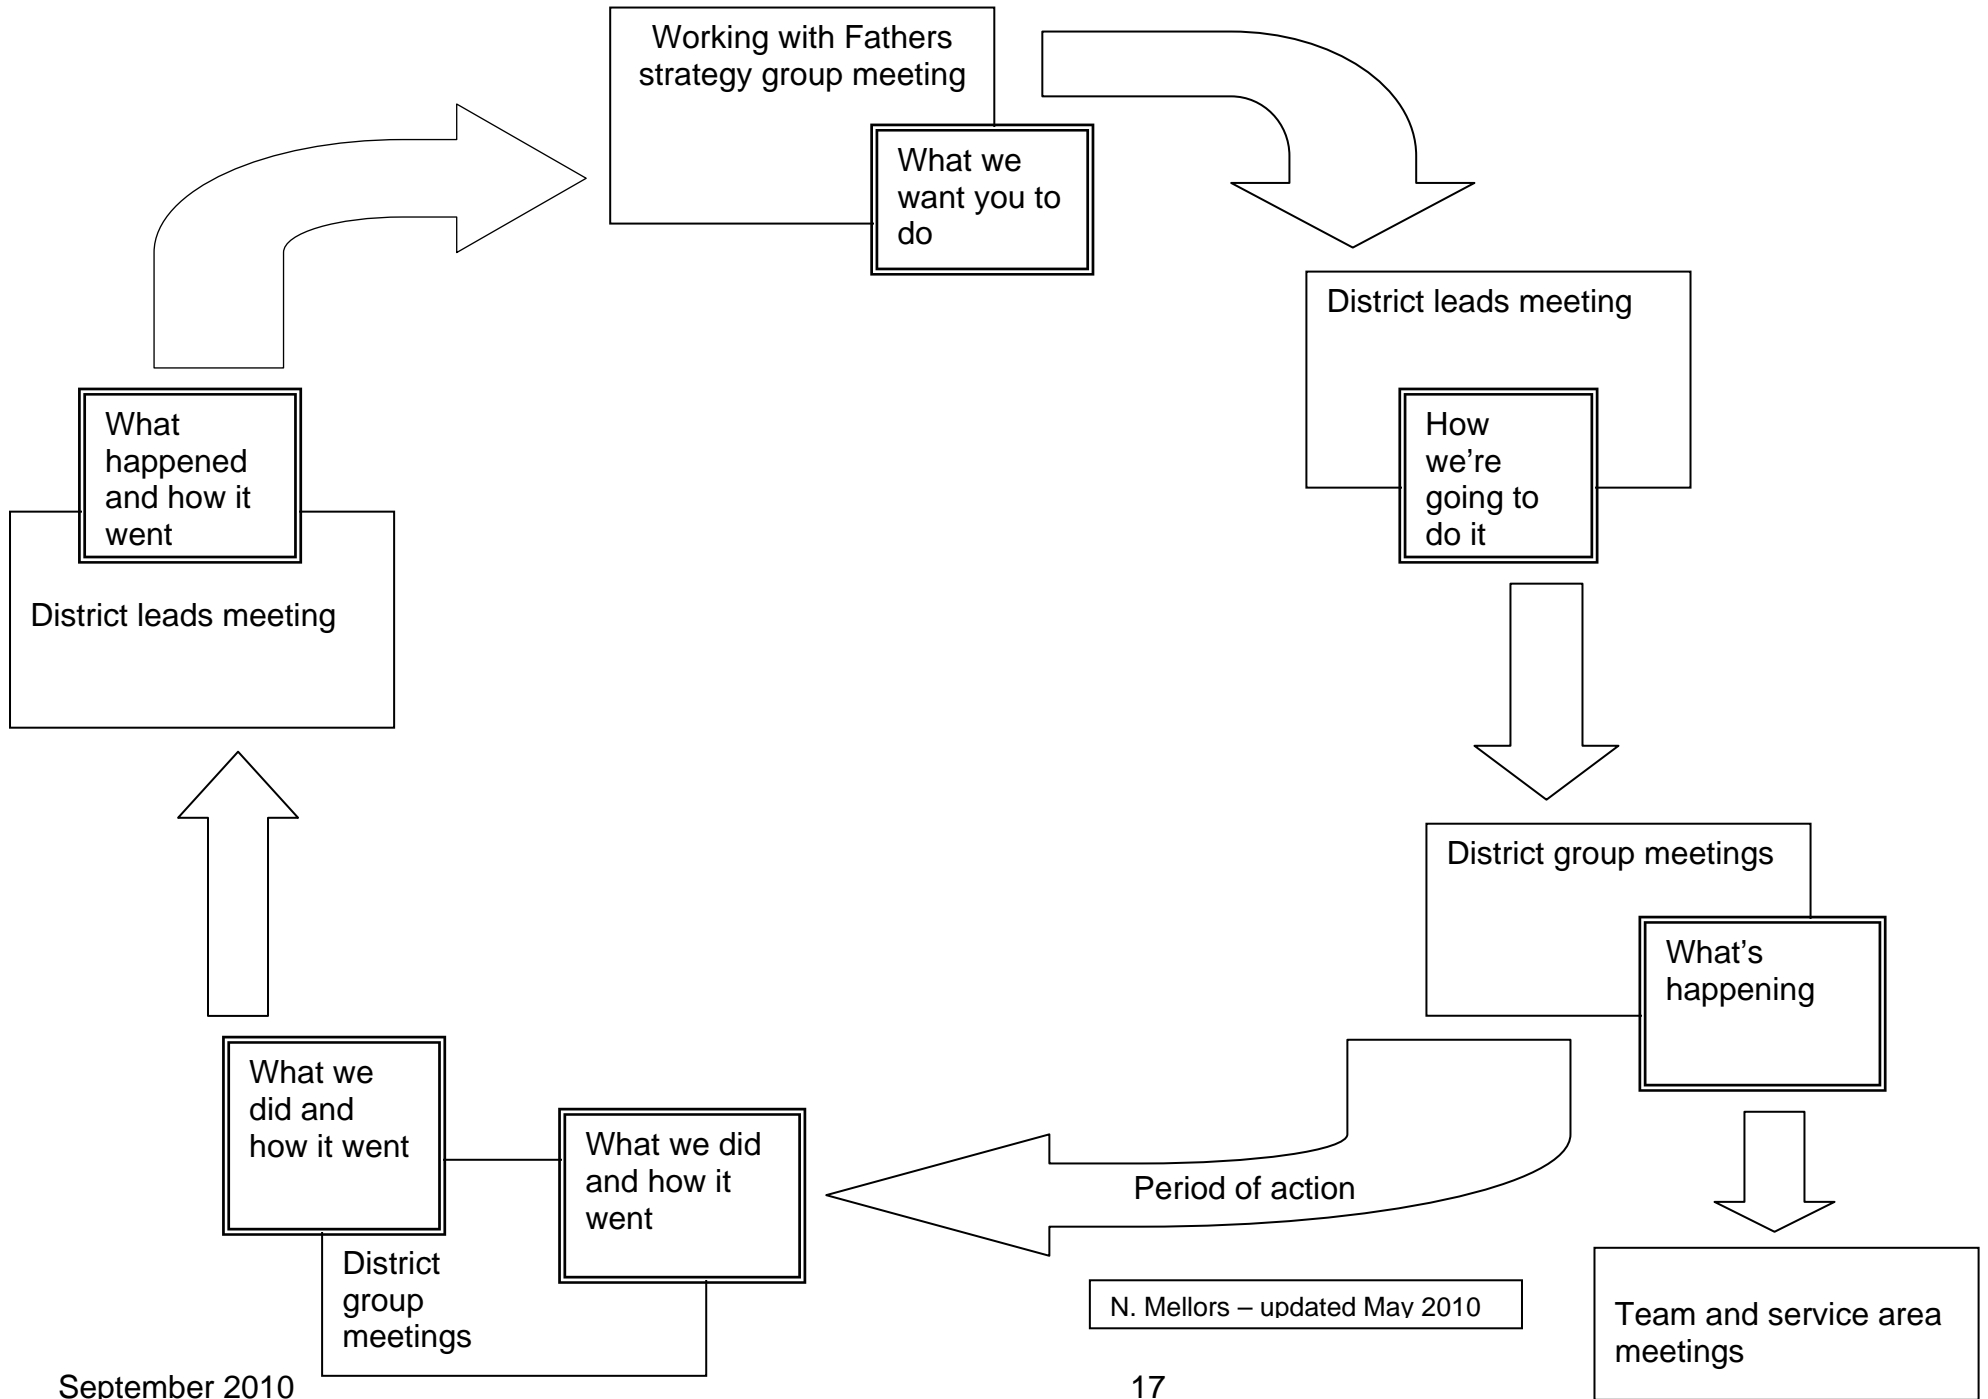 Working with Fathers
strategy group meeting
What we
want you to
do
District leads meeting
How
we're
going to
do it
District group meetings
What's
happening
Team and service area
meetings
Period of action
What we did
and how it
went
What we
did and
how it went
District
group
meetings
What
happened
and how it
went
District leads meeting
N. Mellors – updated May 2010
September 2010
17